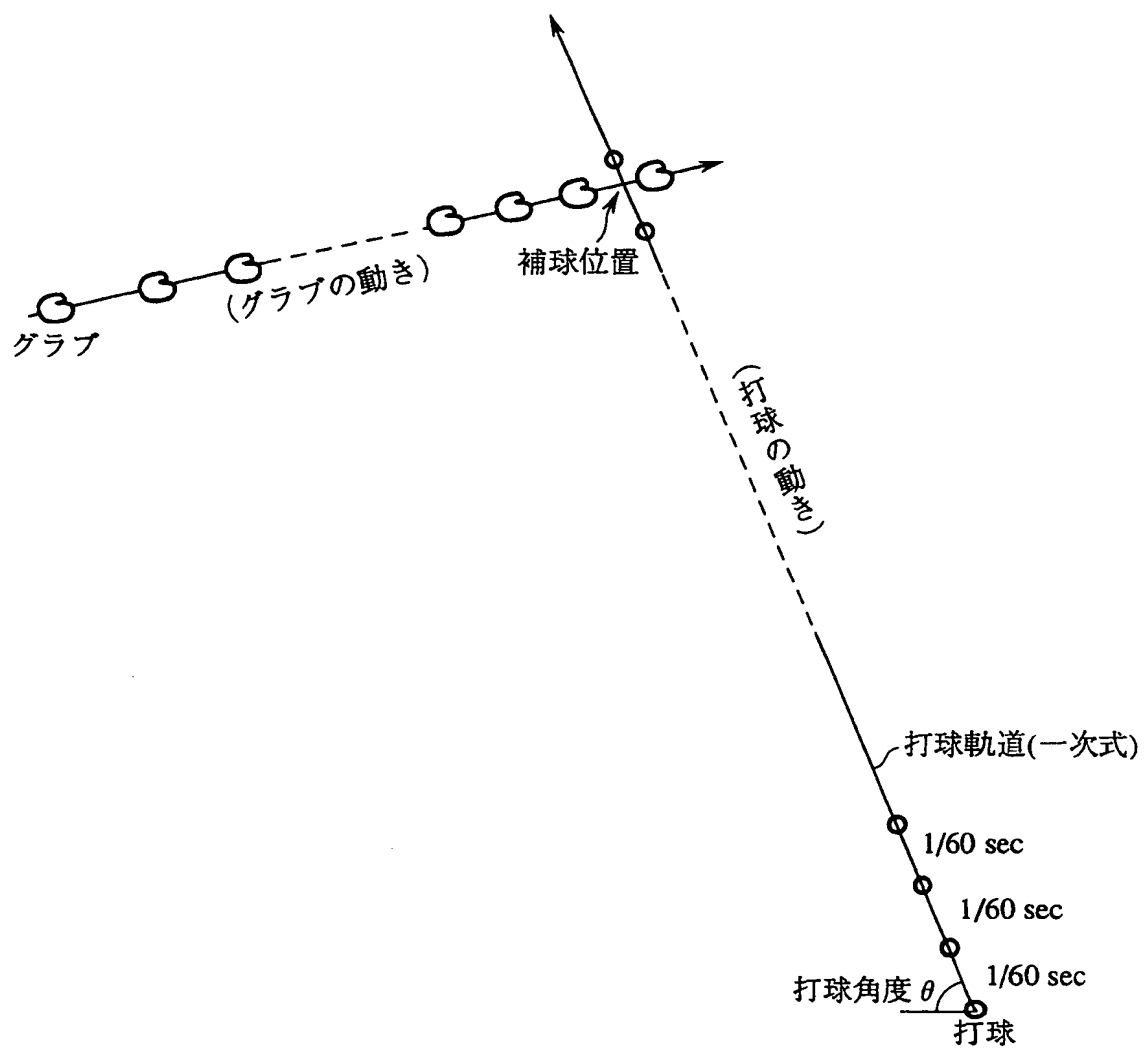 補球位置
(グラブの動き)
グラブ
(打球の動き)
打球軌道(一次式)
1/60 sec
1/60 sec
1/60 sec
打球角度 θ
打球